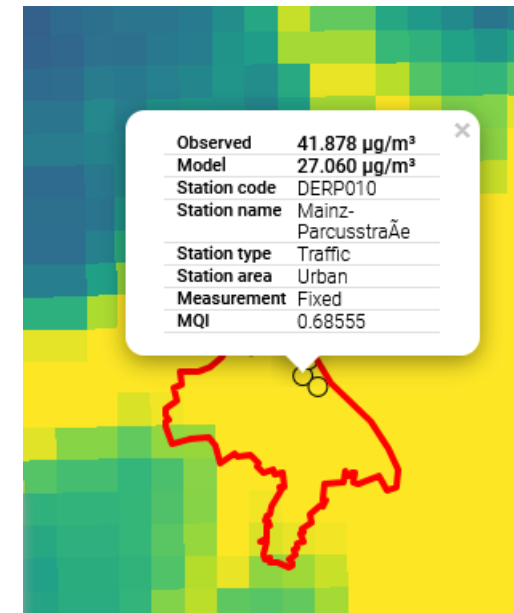 ×
Observed 41.878 µg/m³
Model 27.060 µg/m³
Station code DERP010
Station name Mainz-
ParcusstraÃe
Station type Traffic
Station area Urban
Measurement Fixed
MQI 0.68555